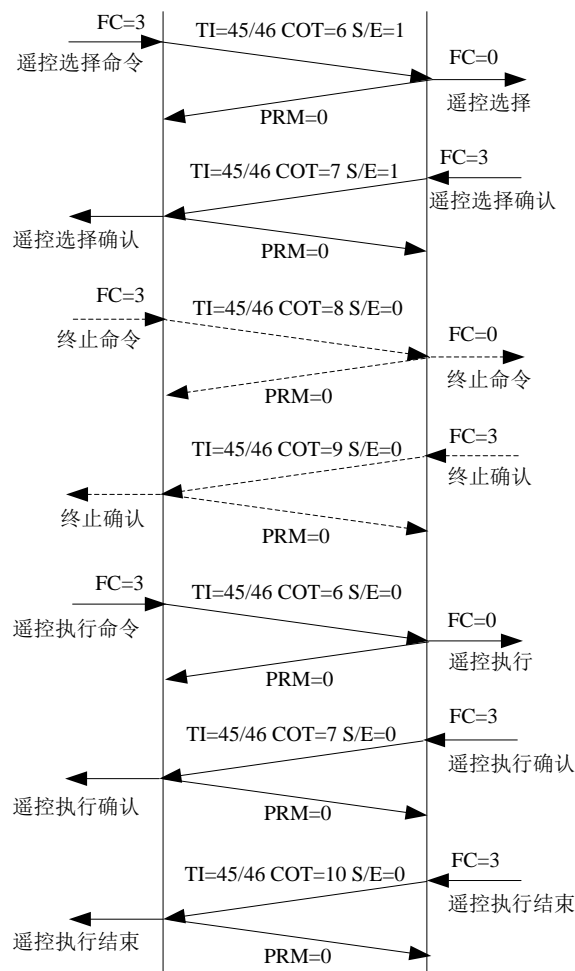 FC=3
TI=45/46 COT=6 S/E=1
遥控选择命令
FC=0
遥控选择
PRM=0
FC=3
TI=45/46 COT=7 S/E=1
遥控选择确认
遥控选择确认
PRM=0
FC=3
TI=45/46 COT=8 S/E=0
终止命令
FC=0
终止命令
PRM=0
FC=3
TI=45/46 COT=9 S/E=0
终止确认
终止确认
PRM=0
FC=3
TI=45/46 COT=6 S/E=0
遥控执行命令
FC=0
遥控执行
PRM=0
FC=3
TI=45/46 COT=7 S/E=0
遥控执行确认
遥控执行确认
PRM=0
FC=3
TI=45/46 COT=10 S/E=0
遥控执行结束
遥控执行结束
PRM=0